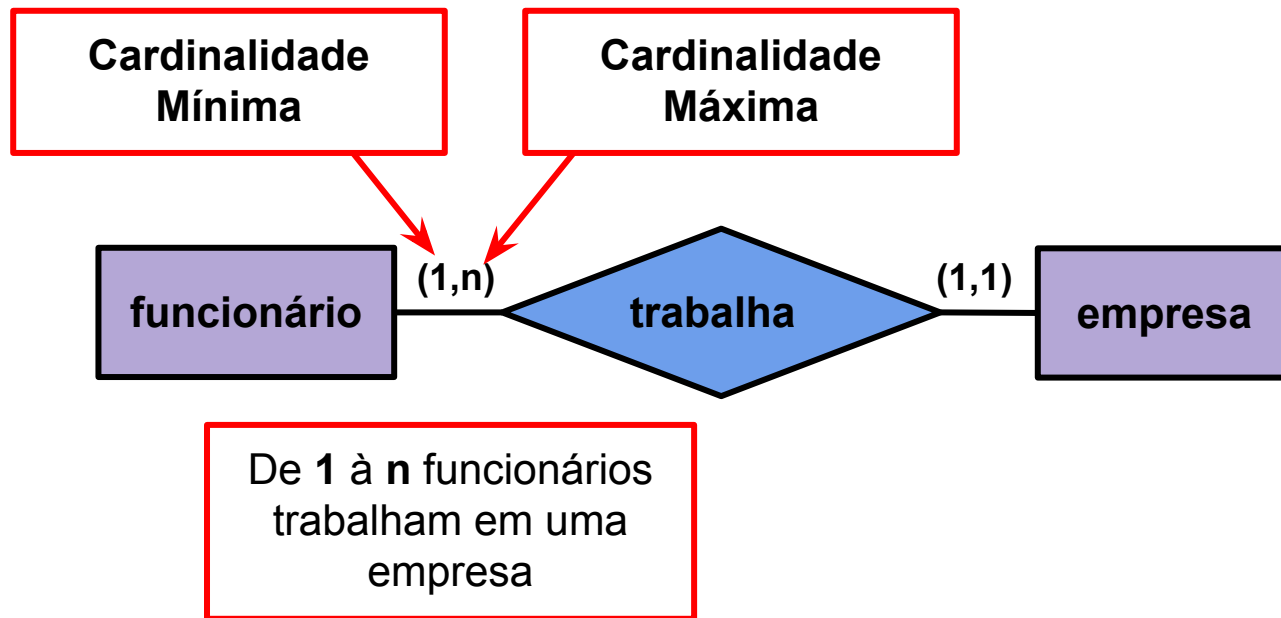 Cardinalidade
Mínima
Cardinalidade
Máxima
(1,n)
(1,1)
funcionário
trabalha
empresa
De 1 à n funcionários
trabalham em uma
empresa